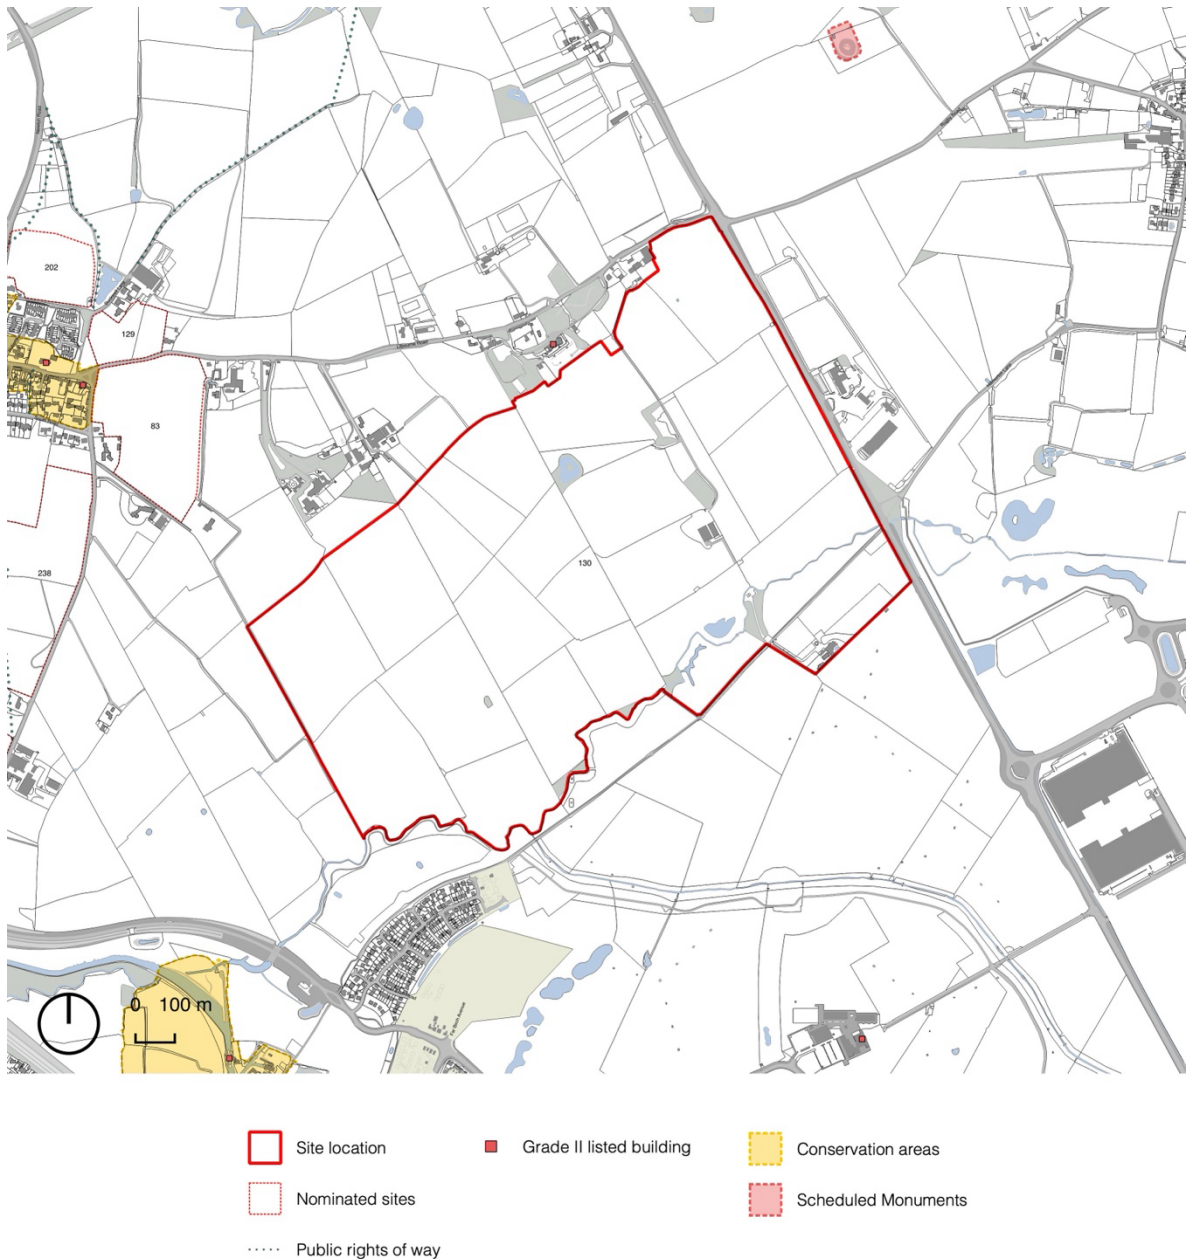 202
129
83
238
130
0 100 m
Site location
Grade II listed building
Conservation areas
Nominated sites
Scheduled Monuments
Public rights of way